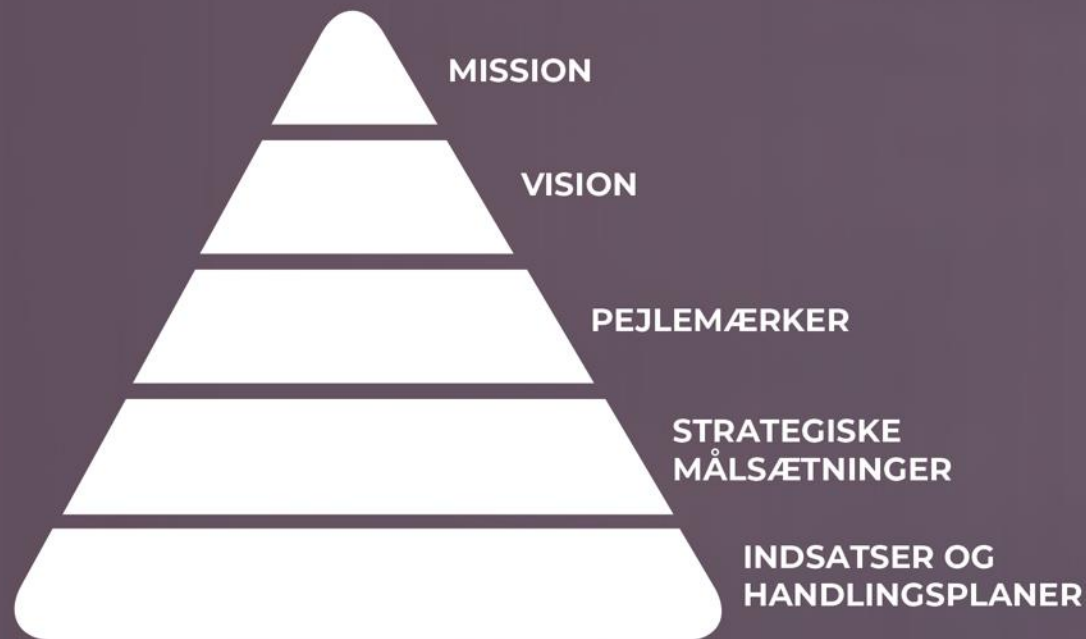 MISSION
VISION
PEJLEMÆRKER
STRATEGISKE
MÅLSÆTNINGER
INDSATSER OG
HANDLINGSPLANER